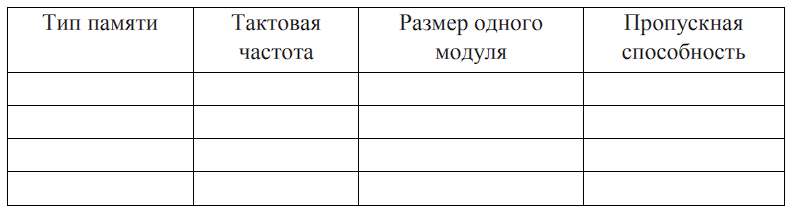 Тип памяти
Тактовая
частота
Размер одного
модуля
Пропускная
способность